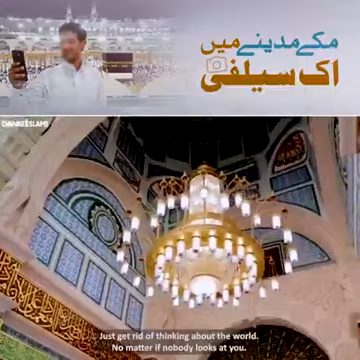 مکے مدینے میں
اک سیلفی
DAWATEISLAMI
Just get rid of thinking about the world.
No matter if nobody looks at you.